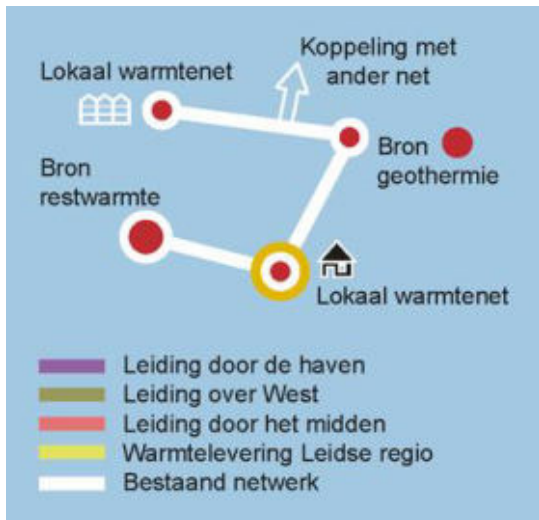 Lokaal warmtenet
Koppeling met
ander net
Bron
geothermie
Bron
restwarmte
Lokaal warmtenet
Leiding door de haven
Leiding over West
Leiding door het midden
Warmtelevering Leidse regio
Bestaand netwerk